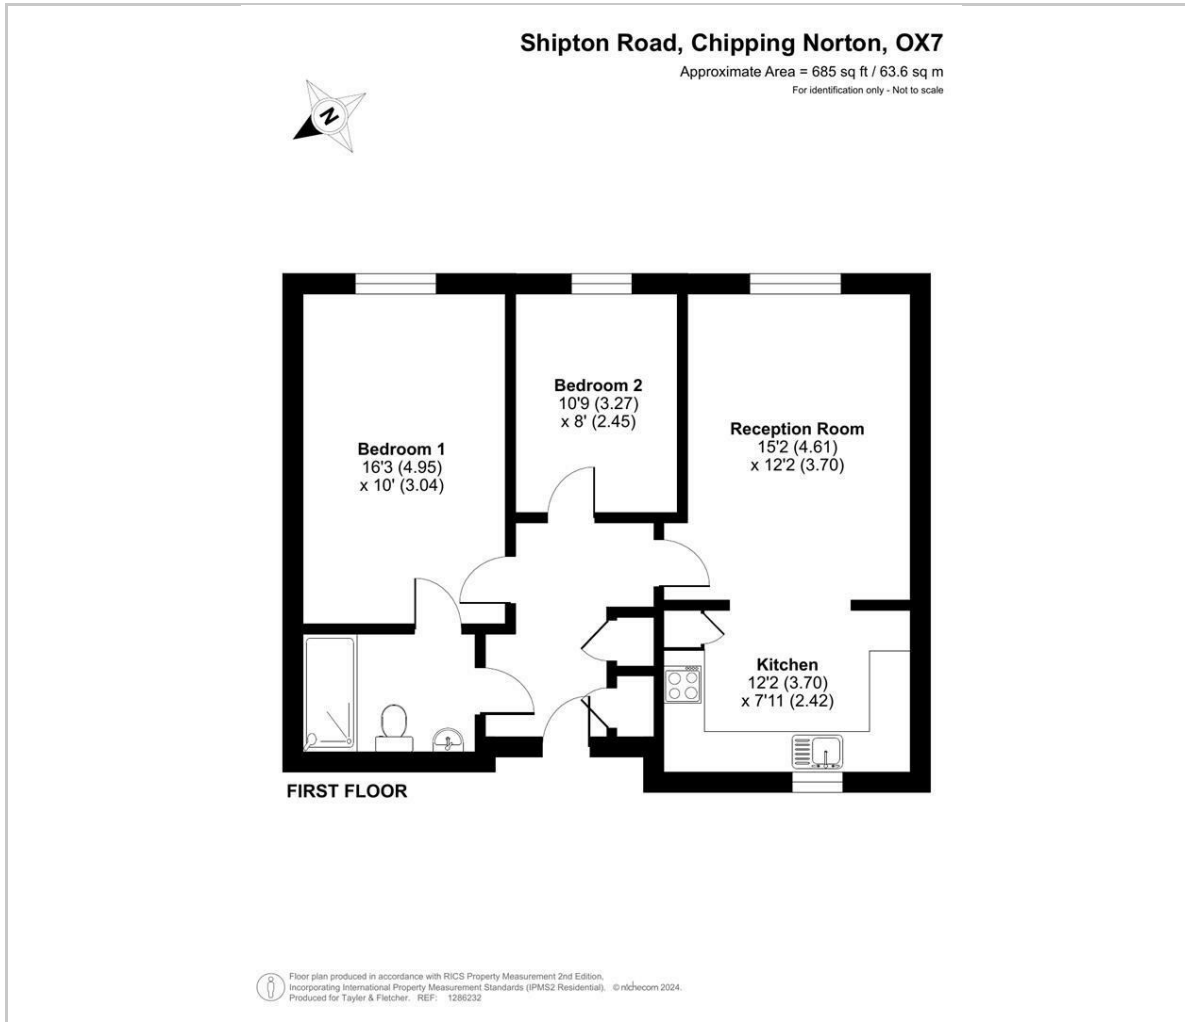 Shipton Road, Chipping Norton, OX7
Approximate Area = 685 sq ft / 63.6 sq m
For identification only - Not to scale
N
Bedroom 2
10'9 (3.27)
x 8' (2.45)
Reception Room
15'2 (4.61)
x 12'2 (3.70)
Bedroom 1
16'3 (4.95)
x 10' (3.04)
Kitchen
12'2 (3.70)
x 7'11 (2.42)
FIRST FLOOR
Floor plan produced in accordance with RICS Property Measurement 2nd Edition,
Incorporating International Property Measurement Standards (IPMS2 Residential). © nichecom 2024.
Produced for Tayler & Fletcher. REF: 1286232